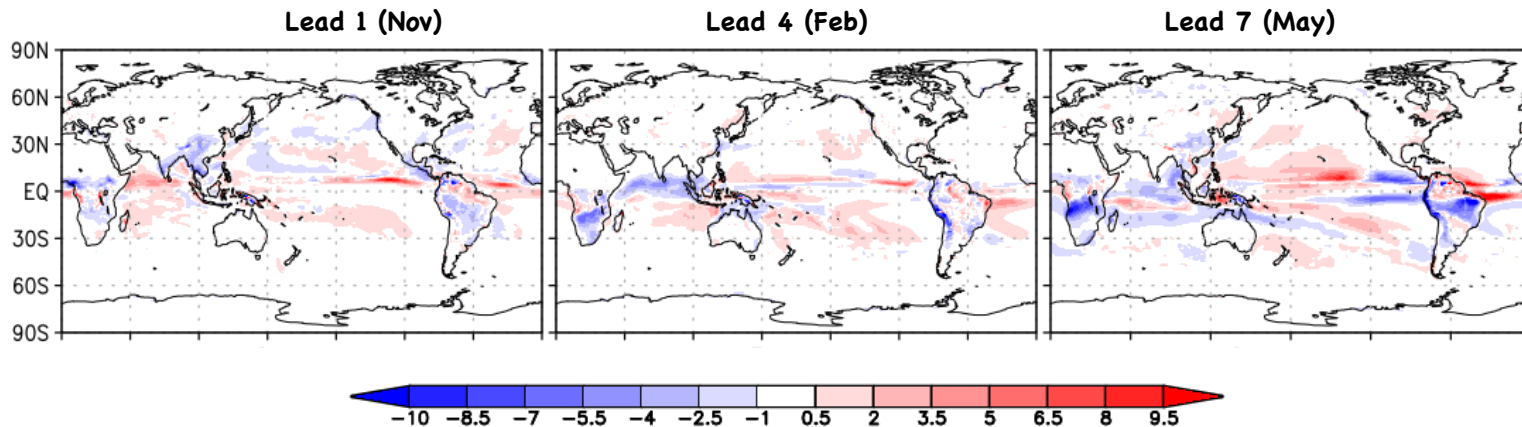 Lead 1 (Nov) Lead 4 (Feb) Lead 7 (May)
90N
60N
30N
EQ
30S
60S
90S
−10 −8.5 −7 −5.5 −4 −2.5 −1 0.5 2 3.5 5 6.5 8 9.5